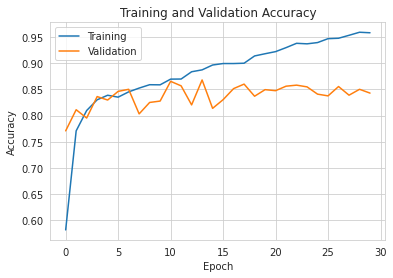 Training and Validation Accuracy
Training
Validation
0.95
0.90
0.85
0.80
0.75
0.70
0.65
0.60
Accuracy
0 5 10 15 20 25 30
Epoch